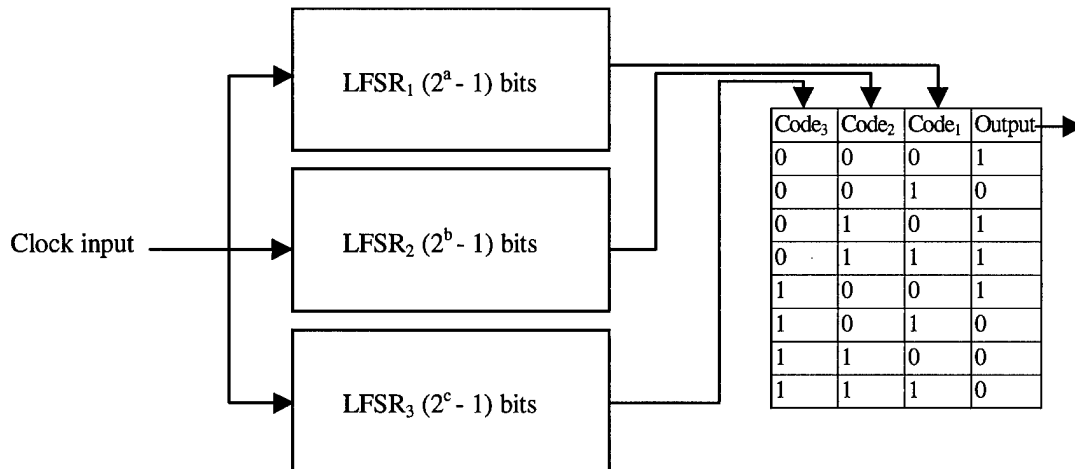 LFSR₁ (2ᵃ - 1) bits
Code₃ Code₂ Code₁ Output
0 0 0 1
0 0 1 0
0 1 0 1
0 1 1 1
1 0 0 1
1 0 1 0
1 1 0 0
1 1 1 0
Clock input
LFSR₂ (2ᵇ - 1) bits
LFSR₃ (2ᶜ - 1) bits